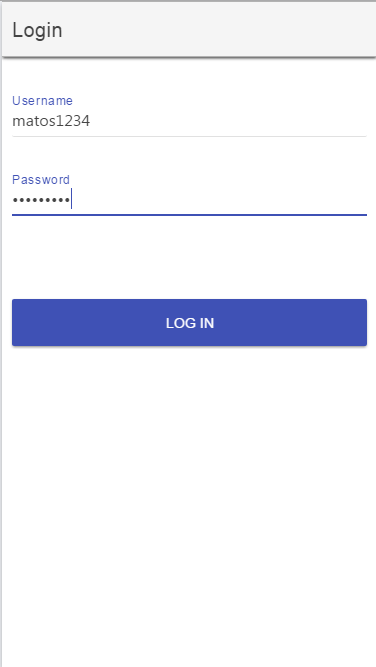 Login
Username
matos1234
Password
•••••••••
LOG IN